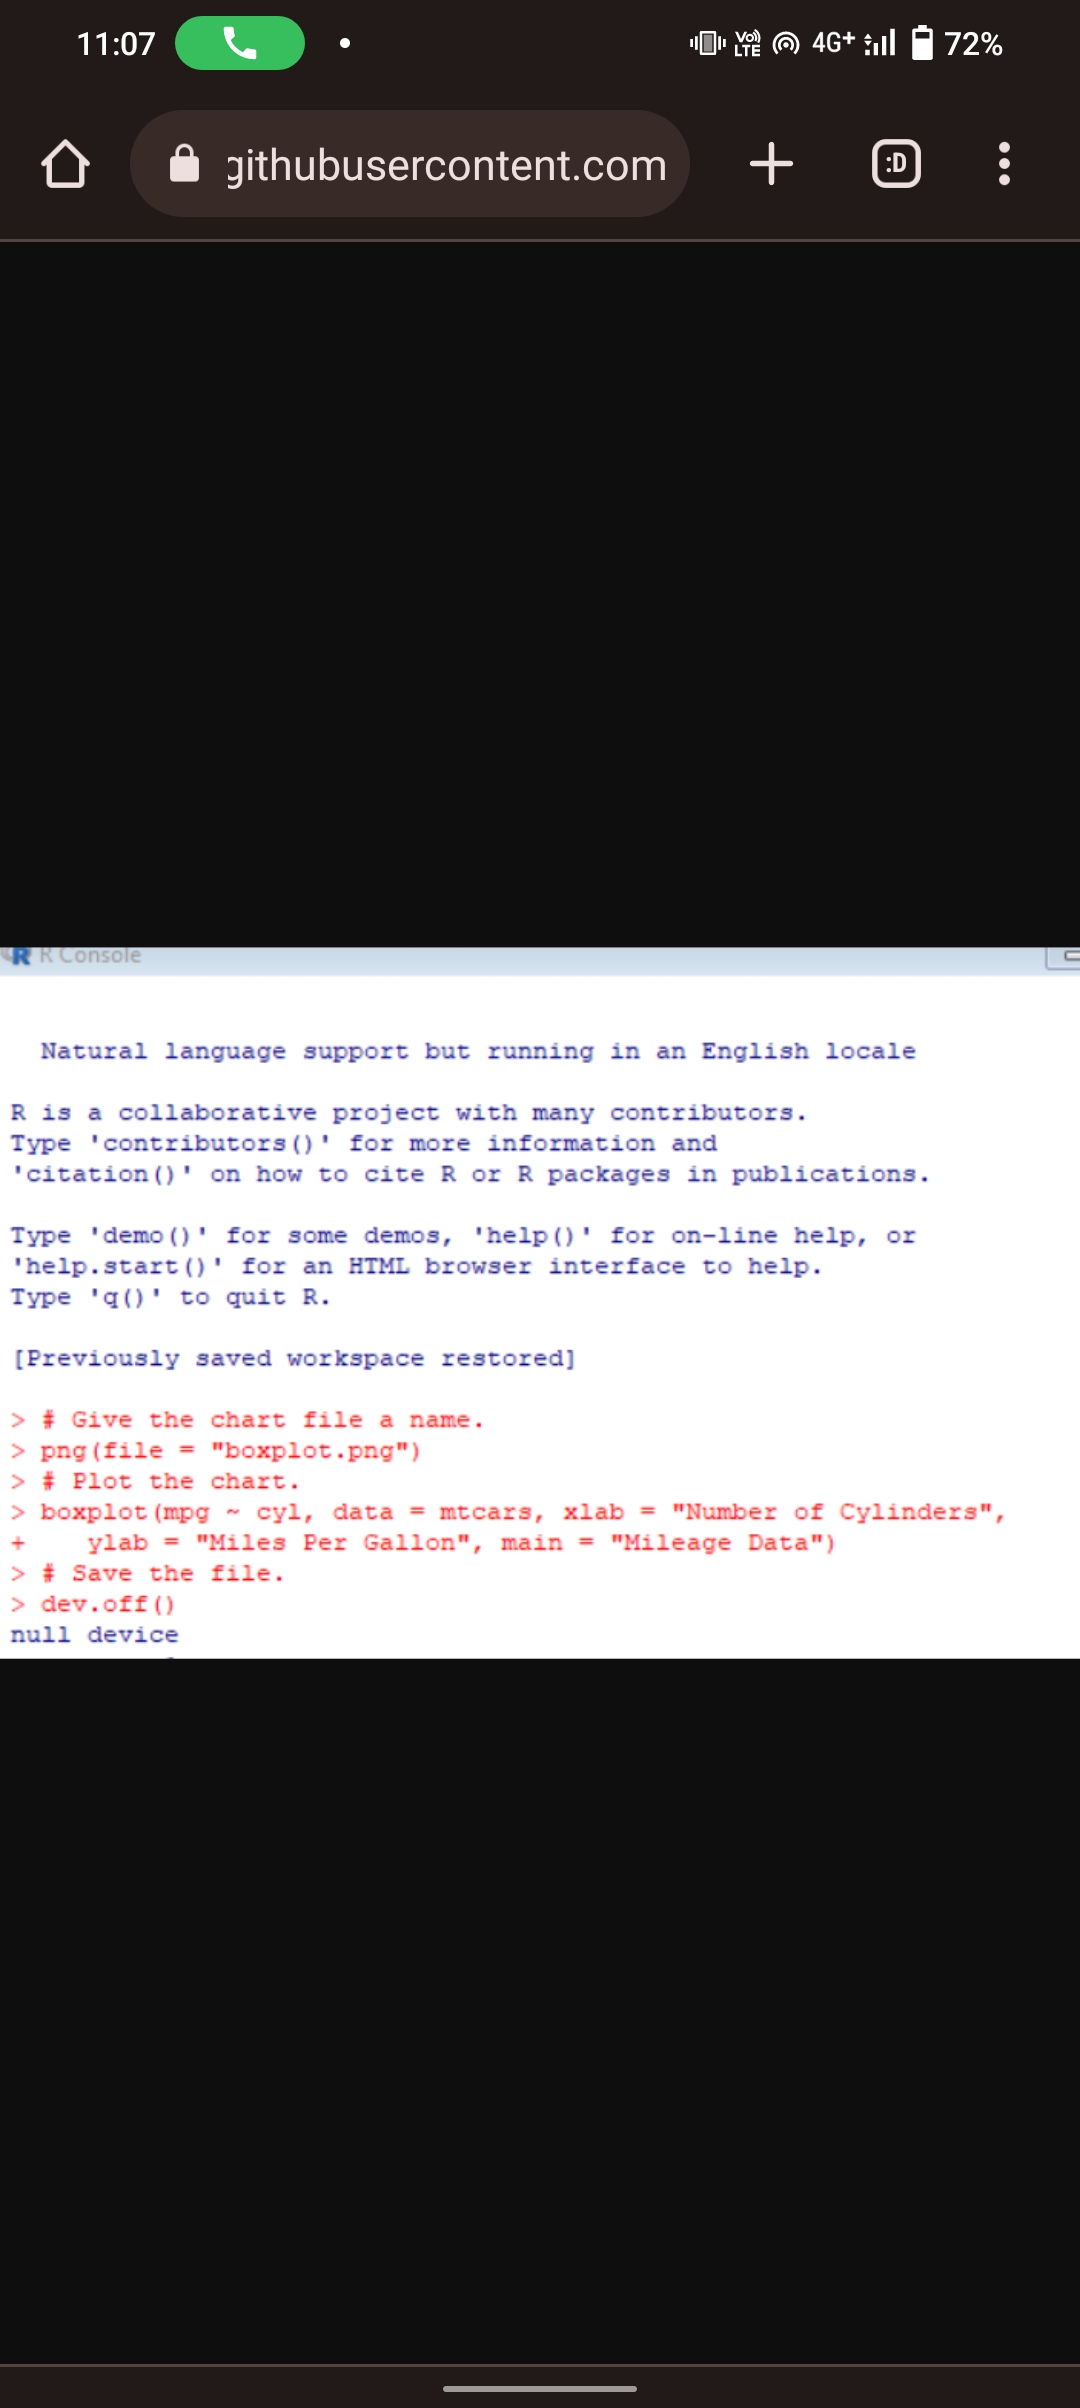 11:07
Vo)) LTE 4G+ 72%
githubusercontent.com
:D
R Console
Natural language support but running in an English locale
R is a collaborative project with many contributors.
Type 'contributors()' for more information and
'citation()' on how to cite R or R packages in publications.
Type 'demo()' for some demos, 'help()' for on-line help, or
'help.start()' for an HTML browser interface to help.
Type 'q()' to quit R.
[Previously saved workspace restored]
> # Give the chart file a name.
> png(file = "boxplot.png")
> # Plot the chart.
> boxplot(mpg ~ cyl, data = mtcars, xlab = "Number of Cylinders",
+    ylab = "Miles Per Gallon", main = "Mileage Data")
> # Save the file.
> dev.off()
null device